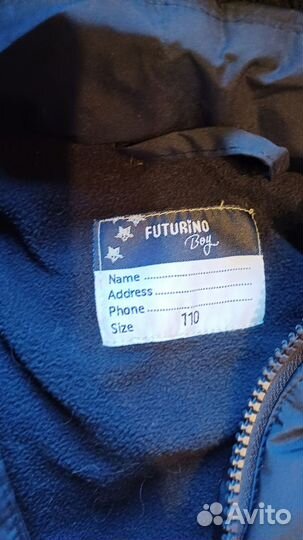 FUTURiNO
Boy
Name
Address
Phone
Size 110
Avito